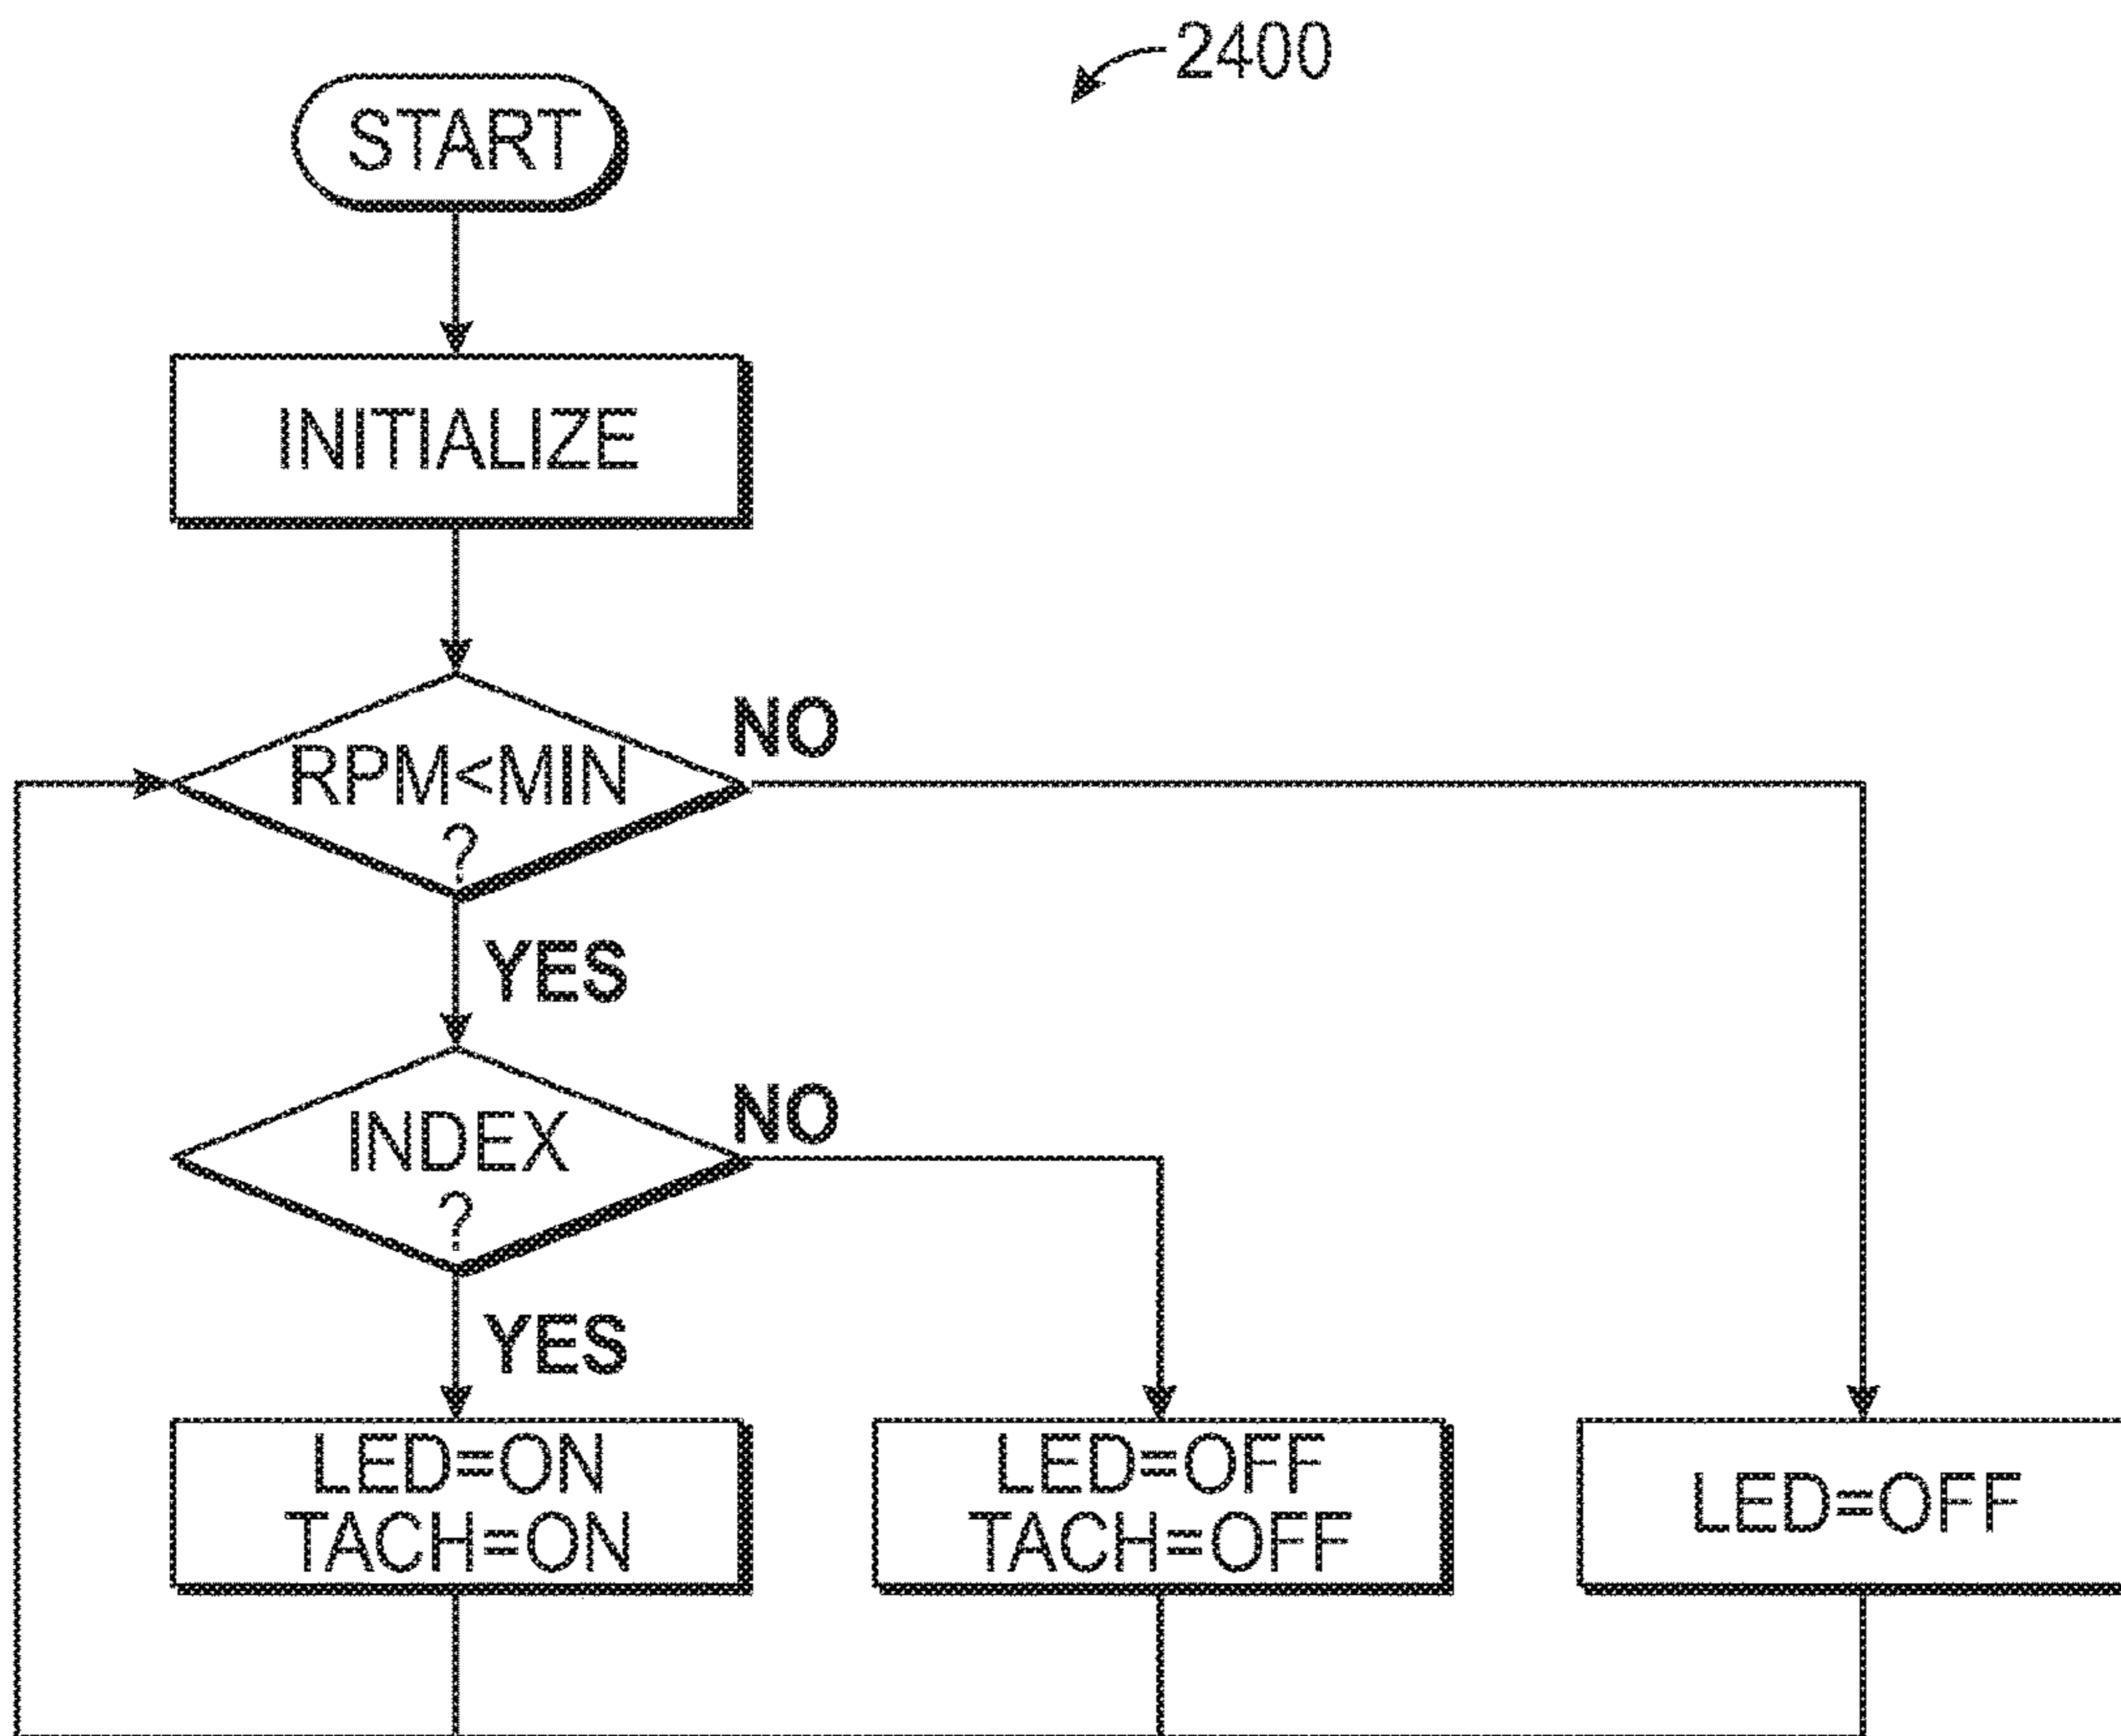 2400
START
INITIALIZE
RPM<MIN
?
NO
YES
INDEX
?
NO
YES
LED=ON
TACH=ON
LED=OFF
TACH=OFF
LED=OFF